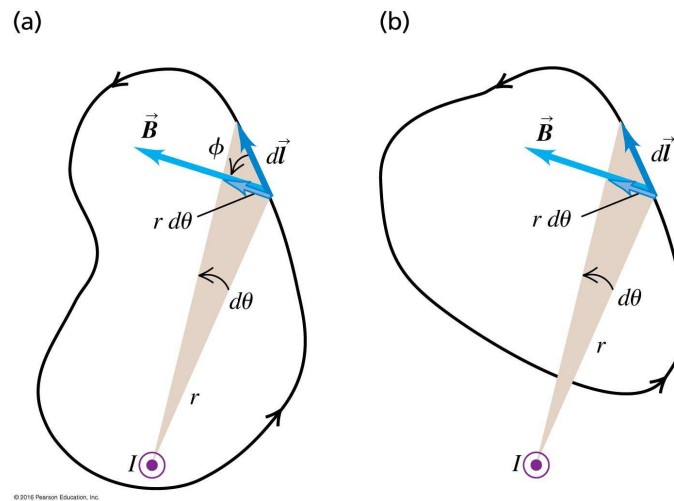 (a)
B
ϕ
dl
r dθ
dθ
r
I
(b)
B
dl
r dθ
dθ
r
I
© 2016 Pearson Education, Inc.